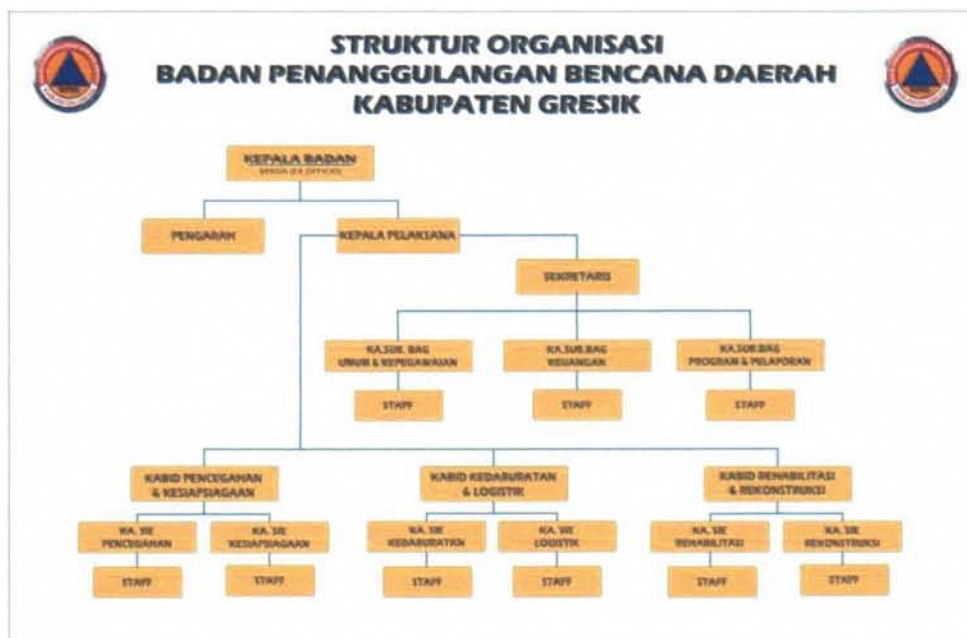 STRUKTUR ORGANISASI
BADAN PENANGGULANGAN BENCANA DAERAH
KABUPATEN GRESIK
KEPALA BADAN
SEKDA (EX OFFICIO)
PENGARAH
KEPALA PELAKSANA
SEKRETARIS
KA.SUB. BAG
UMUM & KEPEGAWAIAN
KA.SUB.BAG
KEUANGAN
KA.SUB.BAG
PROGRAM & PELAPORAN
STAFF
STAFF
STAFF
KABID PENCEGAHAN
& KESIAPSIAGAAN
KABID KEDARURATAN
& LOGISTIK
KABID REHABILITASI
& REKONSTRUKSI
KA. SIE
PENCEGAHAN
KA. SIE
KESIAPSIAGAAN
KA. SIE
KEDARURATAN
KA. SIE
LOGISTIK
KA. SIE
REHABILITASI
KA. SIE
REKONSTRUKSI
STAFF
STAFF
STAFF
STAFF
STAFF
STAFF